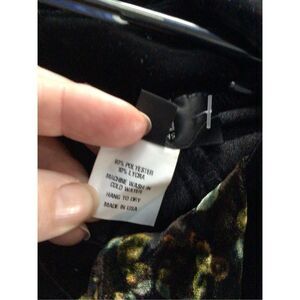 90% POLYESTER
10% LYCRA
MACHINE WASH IN
COLD WATER
HANG TO DRY
MADE IN USA